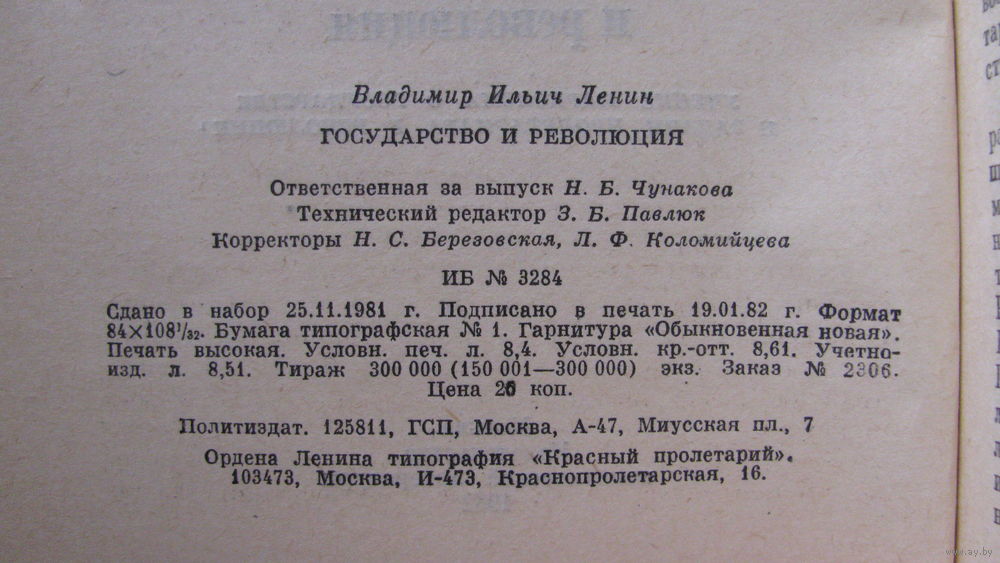 и революция
Владимир Ильич Ленин
ГОСУДАРСТВО И РЕВОЛЮЦИЯ
Ответственная за выпуск Н. Б. Чунакова
Технический редактор З. Б. Павлюк
Корректоры Н. С. Березовская, Л. Ф. Коломийцева
ИБ № 3284
Сдано в набор 25.11.1981 г. Подписано в печать 19.01.82 г. Формат
84×108¹/₃₂. Бумага типографская № 1. Гарнитура «Обыкновенная новая».
Печать высокая. Условн. печ. л. 8,4. Условн. кр.-отт. 8,61. Учетно-
изд. л. 8,51. Тираж 300 000 (150 001—300 000) экз. Заказ № 2306.
Цена 20 коп.
Политиздат. 125811, ГСП, Москва, А-47, Миусская пл., 7
Ордена Ленина типография «Красный пролетарий».
103473, Москва, И-473, Краснопролетарская, 16.
www.ay.by